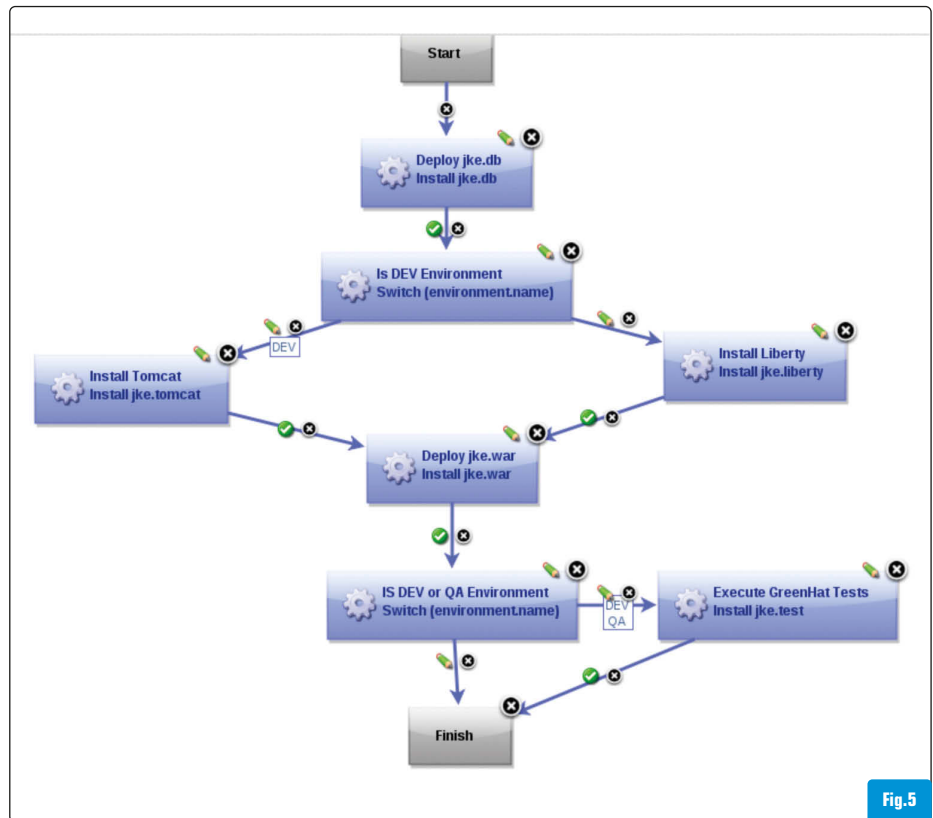 Start
Deploy jke.db
Install jke.db
Is DEV Environment
Switch (environment.name)
DEV
Install Tomcat
Install jke.tomcat
Install Liberty
Install jke.liberty
Deploy jke.war
Install jke.war
IS DEV or QA Environment
Switch (environment.name)
DEV
QA
Execute GreenHat Tests
Install jke.test
Finish
Fig.5